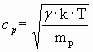 c_p = √(γ · k · T / m_p)